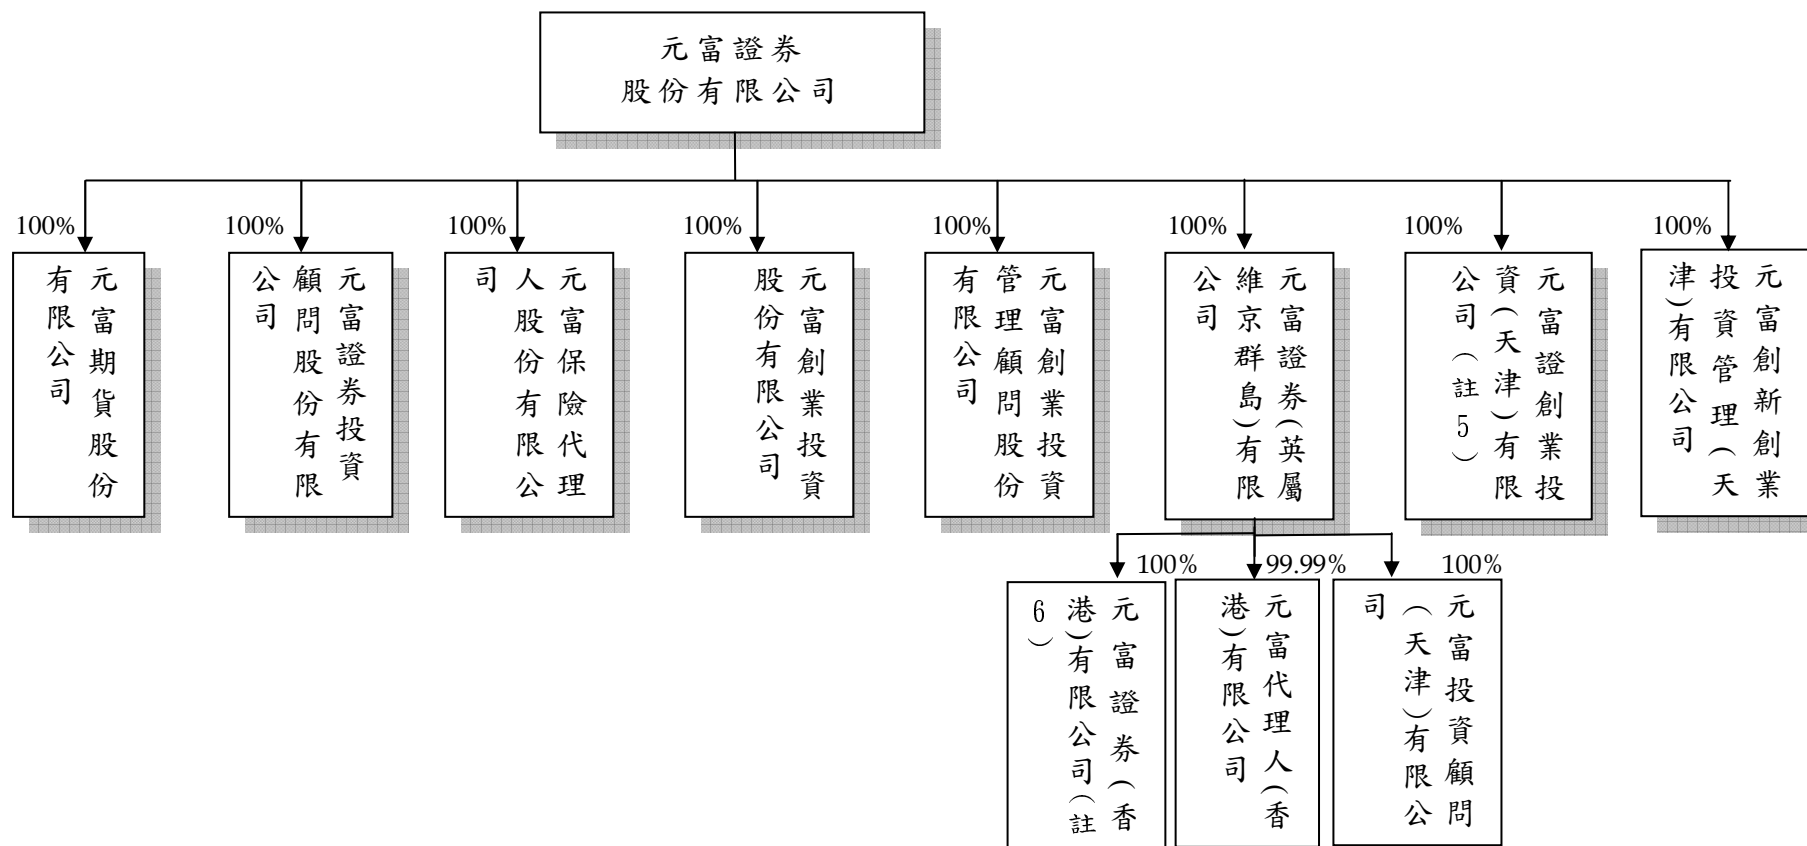 元富證券
股份有限公司
100%
元富期貨股份
有限公司
100%
元富證券投資
顧問股份有限
公司
100%
元富保險代理
人股份有限公
司
100%
元富創業投資
股份有限公司
100%
元富創業投資
管理顧問股份
有限公司
100%
元富證券(英屬
維京群島)有限
公司
100%
元富證創業投
資(天津)有限
公司(註5)
100%
元富創新創業
投資管理(天
津)有限公司
100%
元富證券(香
港)有限公司(註
6)
99.99%
元富代理人(香
港)有限公司
100%
元富投資顧問
(天津)有限公
司